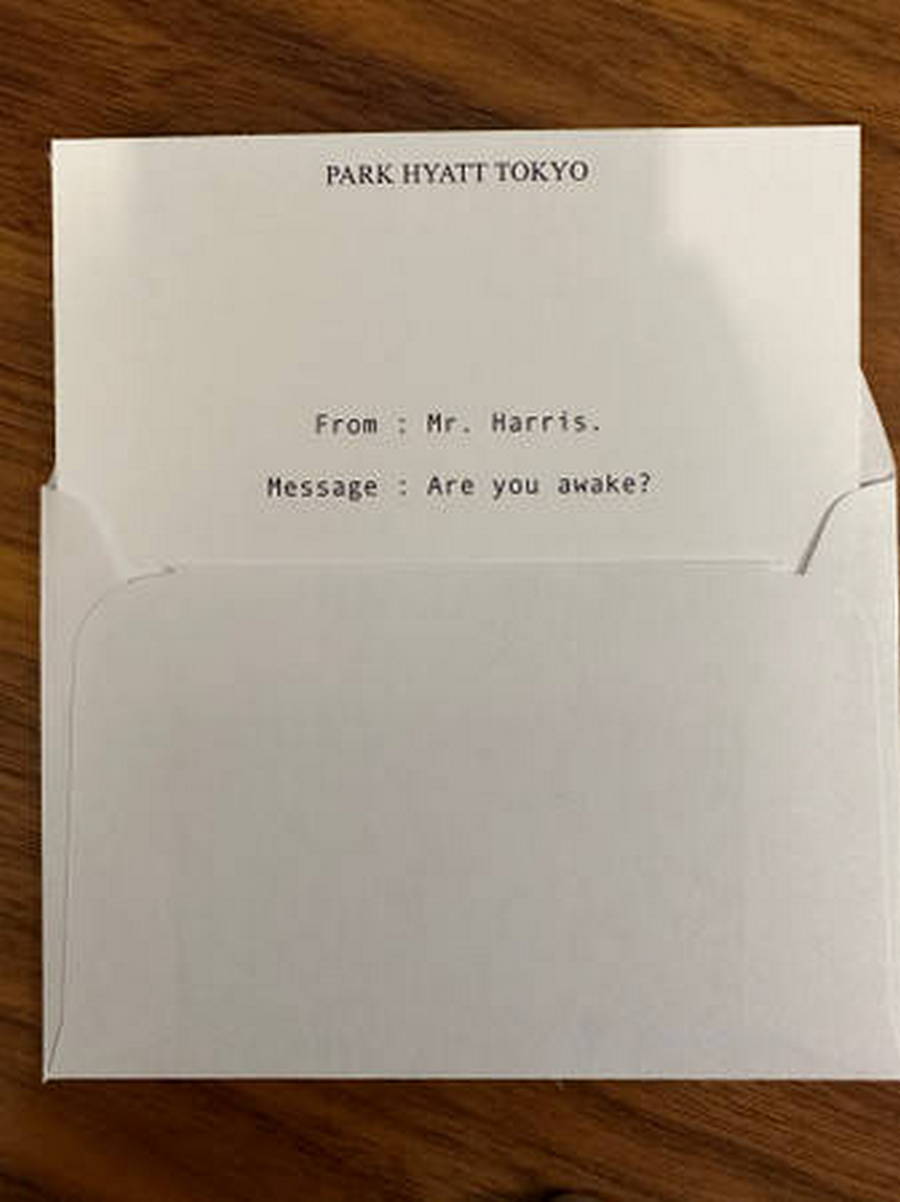 PARK HYATT TOKYO
From : Mr. Harris.
Message : Are you awake?